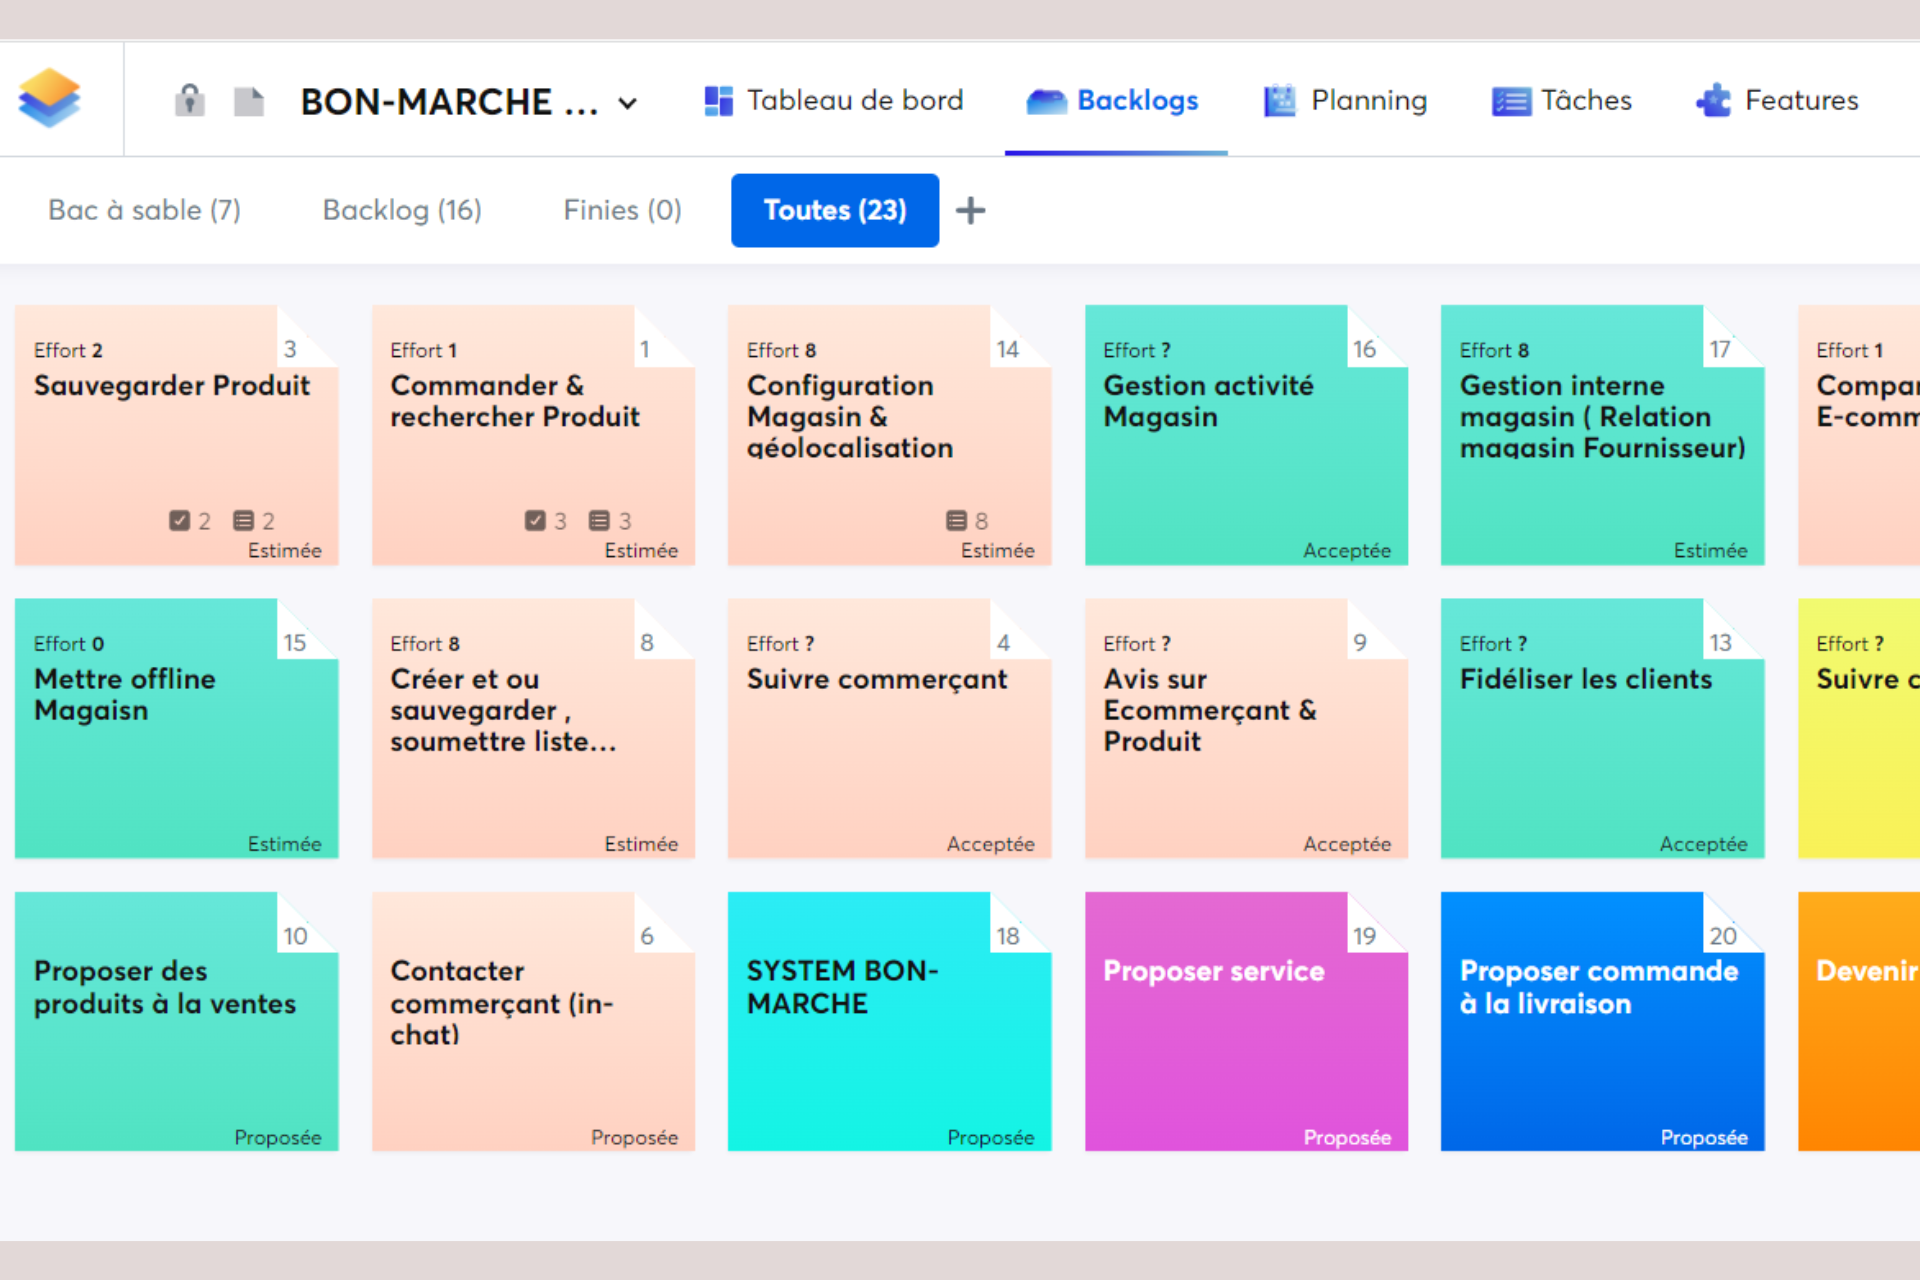 BON-MARCHE ...
Tableau de bord
Backlogs
Planning
Tâches
Features
Bac à sable (7)
Backlog (16)
Finies (0)
Toutes (23)
+
Effort 2
3
Sauvegarder Produit
2
2
Estimée
Effort 1
1
Commander &
rechercher Produit
3
3
Estimée
Effort 8
14
Configuration
Magasin &
géolocalisation
8
Estimée
Effort ?
16
Gestion activité
Magasin
Acceptée
Effort 8
17
Gestion interne
magasin ( Relation
magasin Fournisseur)
Estimée
Effort 1
E-comm
Effort 0
15
Mettre offline
Magaisn
Estimée
Effort 8
8
Créer et ou
sauvegarder ,
soumettre liste...
Estimée
Effort ?
4
Suivre commerçant
Acceptée
Effort ?
9
Avis sur
Ecommerçant &
Produit
Acceptée
Effort ?
13
Fidéliser les clients
Acceptée
Effort ?
Suivre c
10
Proposer des
produits à la ventes
Proposée
6
Contacter
commerçant (in-
chat)
Proposée
18
SYSTEM BON-
MARCHE
Proposée
19
Proposer service
Proposée
20
Proposer commande
à la livraison
Proposée
Devenir